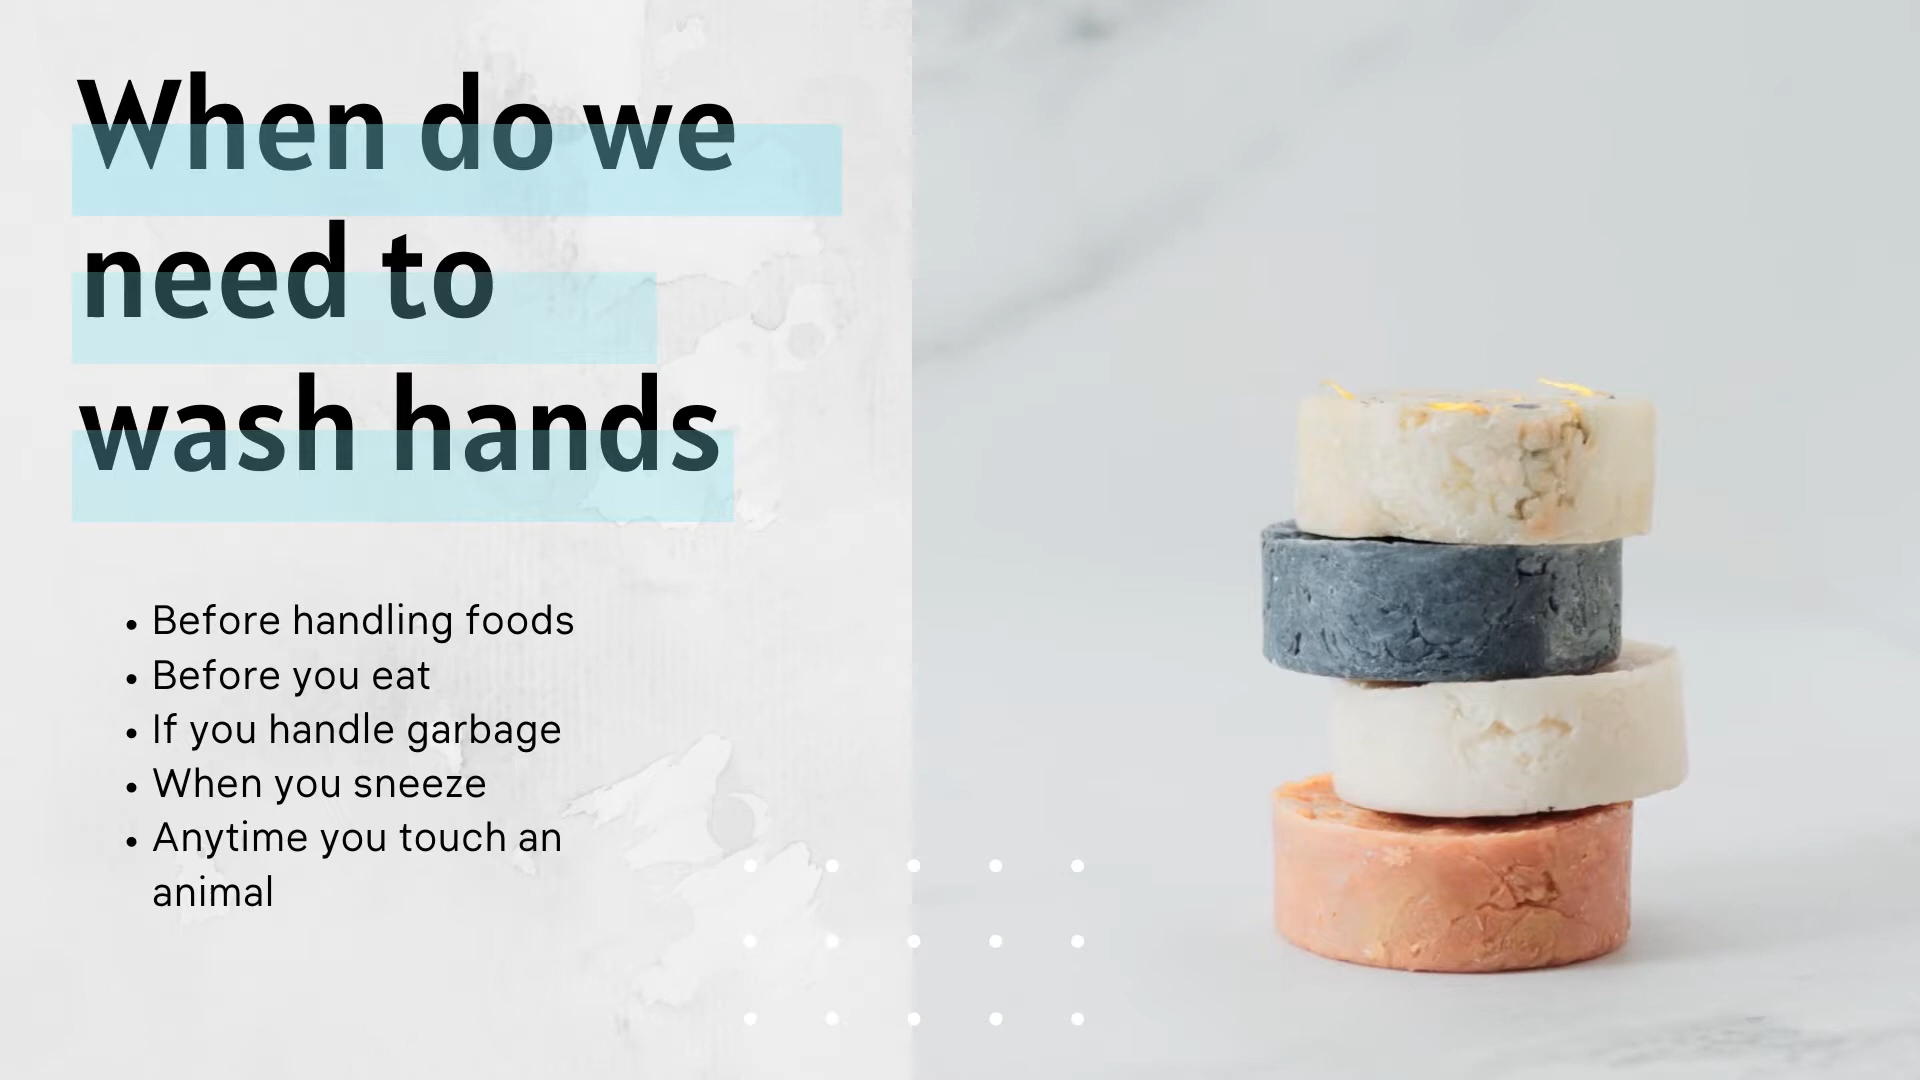 When do we
need to
wash hands
• Before handling foods
• Before you eat
• If you handle garbage
• When you sneeze
• Anytime you touch an
animal